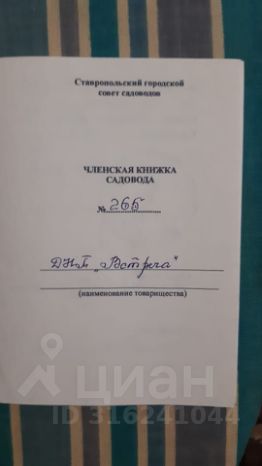 Ставропольский городской
совет садоводов
ЧЛЕНСКАЯ КНИЖКА
САДОВОДА
№ 266
ДНТ "Встреча"
(наименование товарищества)
циан
ID 316241044